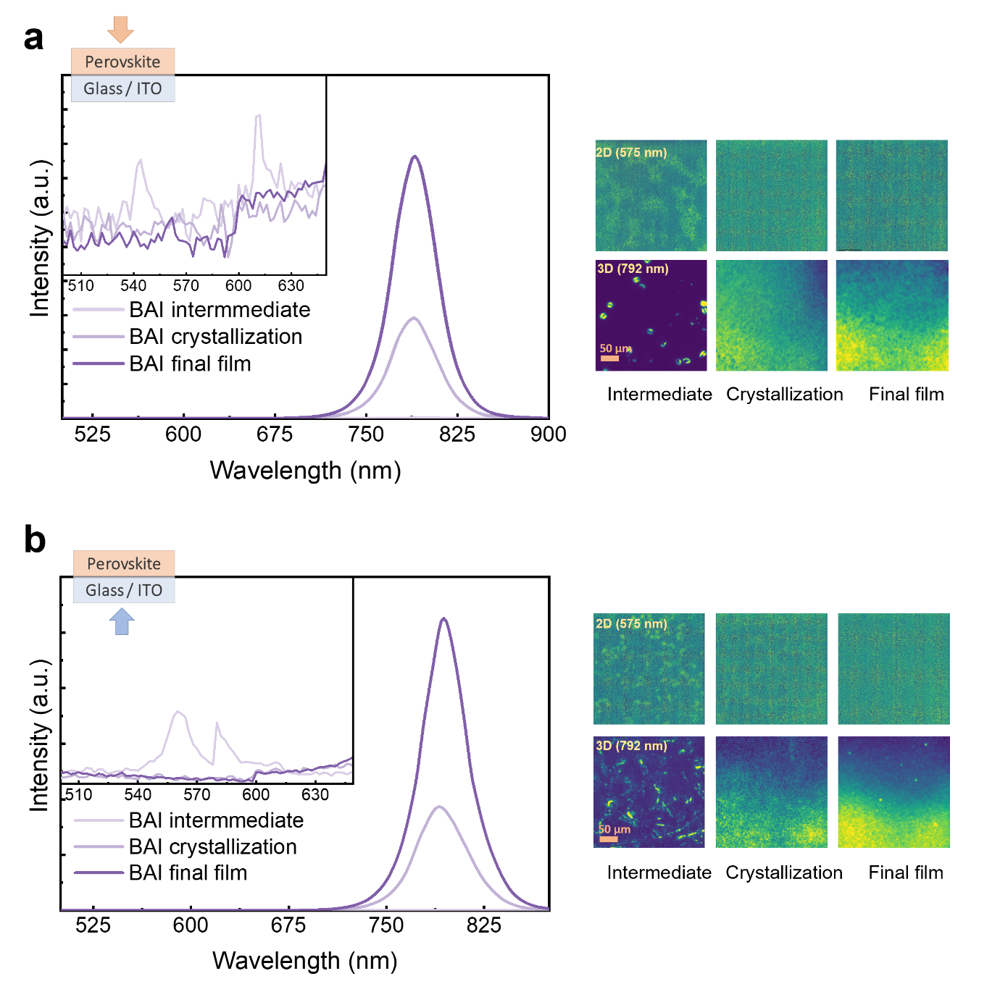 a
Perovskite
Glass / ITO
Intensity (a.u.)
510 540 570 600 630
BAI intermmediate
BAI crystallization
BAI final film
525 600 675 750 825 900
Wavelength (nm)
2D (575 nm)
3D (792 nm)
50 μm
Intermediate Crystallization Final film
b
Perovskite
Glass / ITO
Intensity (a.u.)
510 540 570 600 630
BAI intermmediate
BAI crystallization
BAI final film
525 600 675 750 825
Wavelength (nm)
2D (575 nm)
3D (792 nm)
50 μm
Intermediate Crystallization Final film